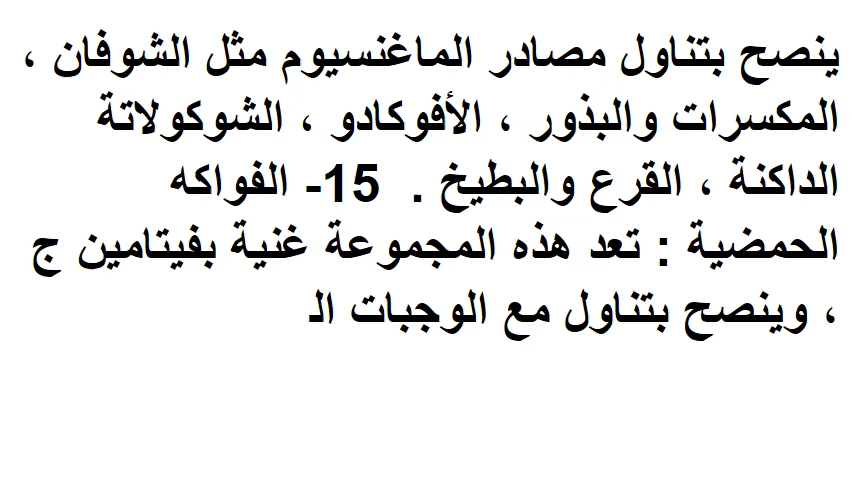 ينصح بتناول مصادر الماغنسيوم مثل الشوفان ،
المكسرات والبذور ، الأفوكادو ، الشوكولاتة
الداكنة ، القرع والبطيخ . 15- الفواكه
الحمضية : تعد هذه المجموعة غنية بفيتامين ج
، وينصح بتناول مع الوجبات الـ